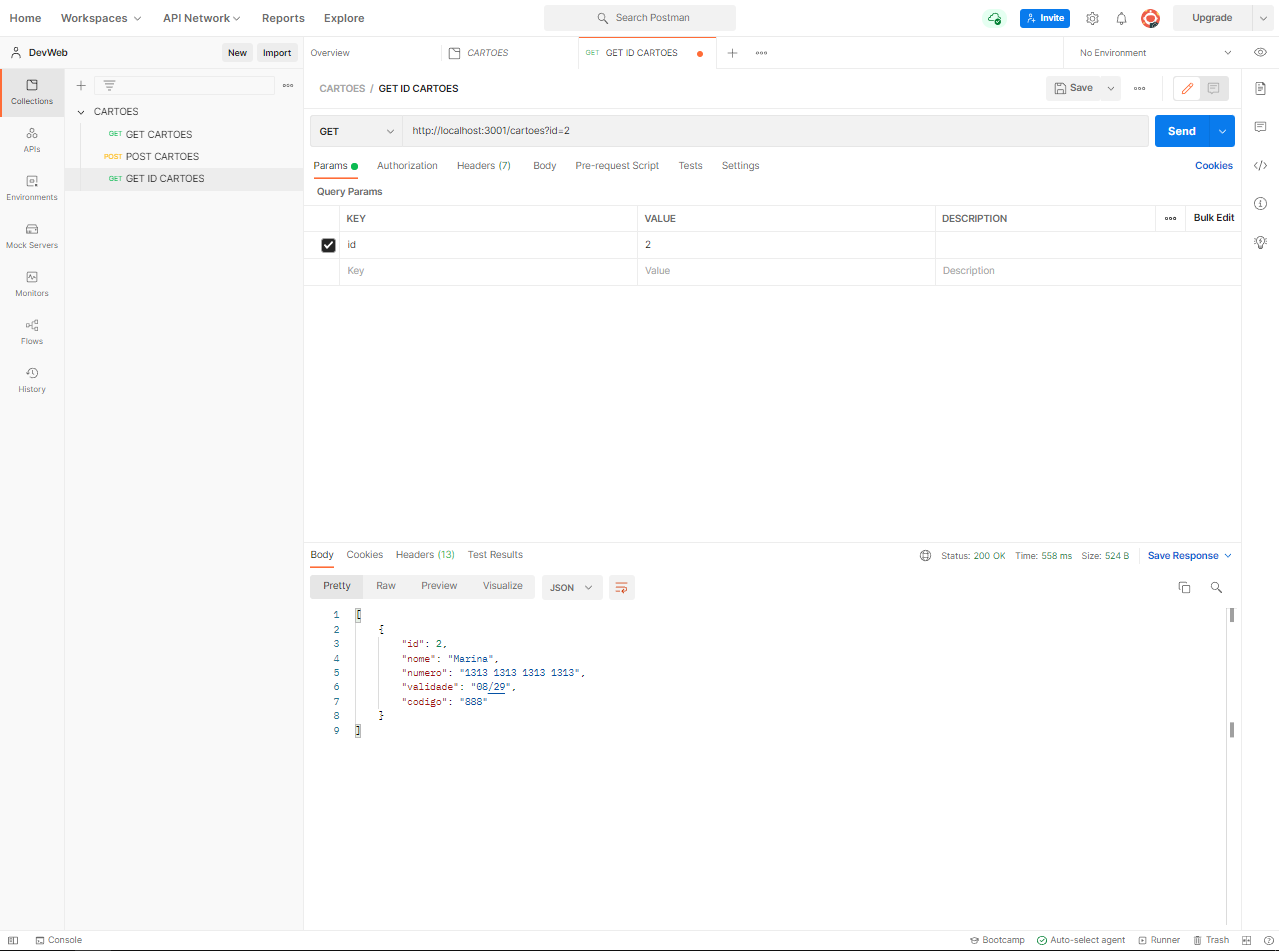 Home Workspaces API Network Reports Explore Search Postman Invite Upgrade
DevWeb New Import Overview CARTOES GET GET ID CARTOES No Environment
Collections
APIs
Environments
Mock Servers
Monitors
Flows
History
CARTOES
GET GET CARTOES
POST POST CARTOES
GET GET ID CARTOES
CARTOES / GET ID CARTOES Save
GET http://localhost:3001/cartoes?id=2 Send
Params Authorization Headers (7) Body Pre-request Script Tests Settings Cookies
Query Params
KEY VALUE DESCRIPTION Bulk Edit
id 2
Key Value Description
Body Cookies Headers (13) Test Results Status: 200 OK Time: 558 ms Size: 524 B Save Response
Pretty Raw Preview Visualize JSON
1 [
2 {
3 "id": 2,
4 "nome": "Marina",
5 "numero": "1313 1313 1313 1313",
6 "validade": "08/29",
7 "codigo": "888"
8 }
9 ]
Console Bootcamp Auto-select agent Runner Trash